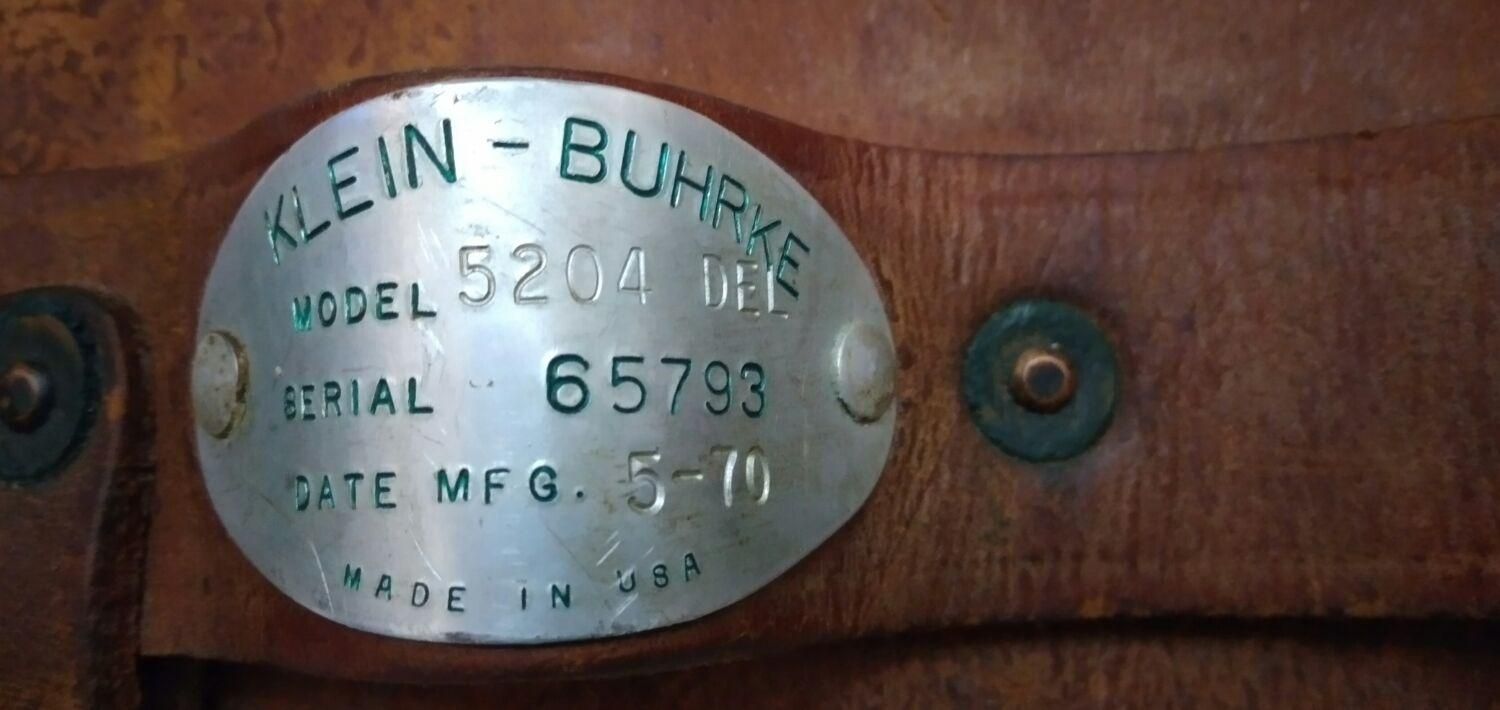 KLEIN - BUHRKE
MODEL 5204 DEL
SERIAL 65793
DATE MFG. 5-70
MADE IN USA